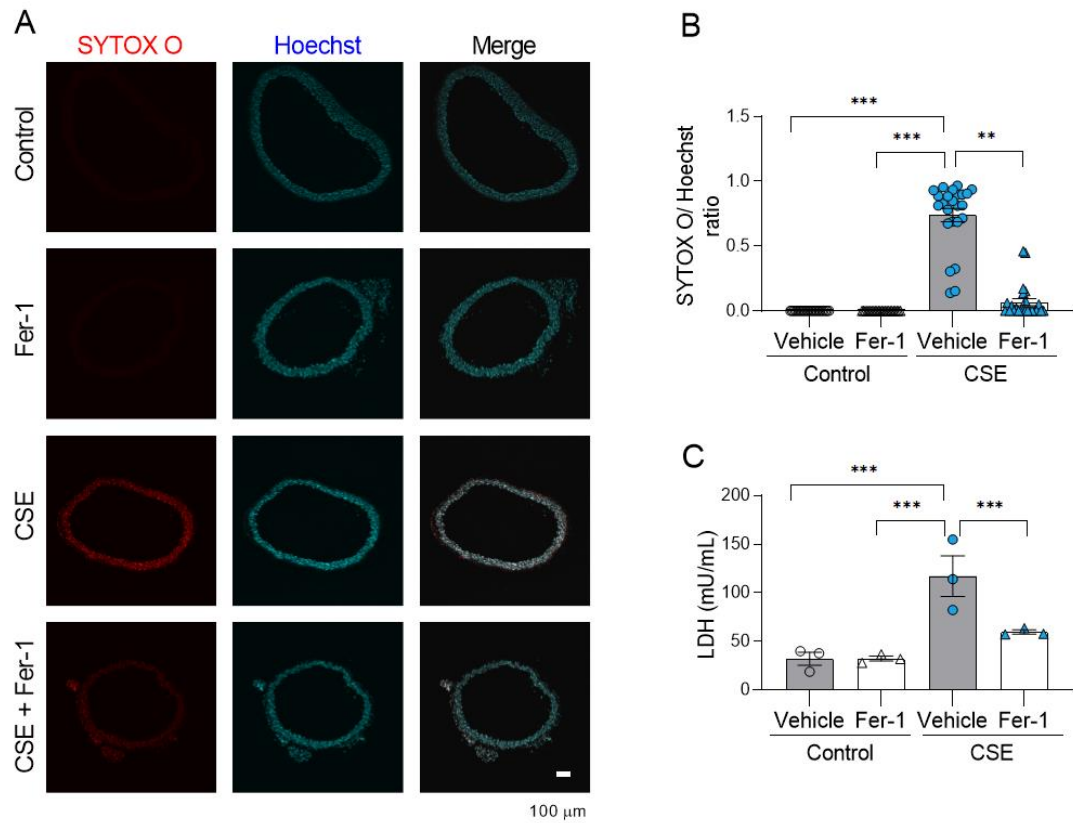 A
SYTOX O Hoechst Merge
Control
Fer-1
CSE
CSE + Fer-1
100 μm
B
SYTOX O/ Hoechst
ratio
1.5
1.0
0.5
0.0
***
*** **
Vehicle Fer-1 Vehicle Fer-1
Control CSE
C
LDH (mU/mL)
200
150
100
50
0
***
*** ***
Vehicle Fer-1 Vehicle Fer-1
Control CSE